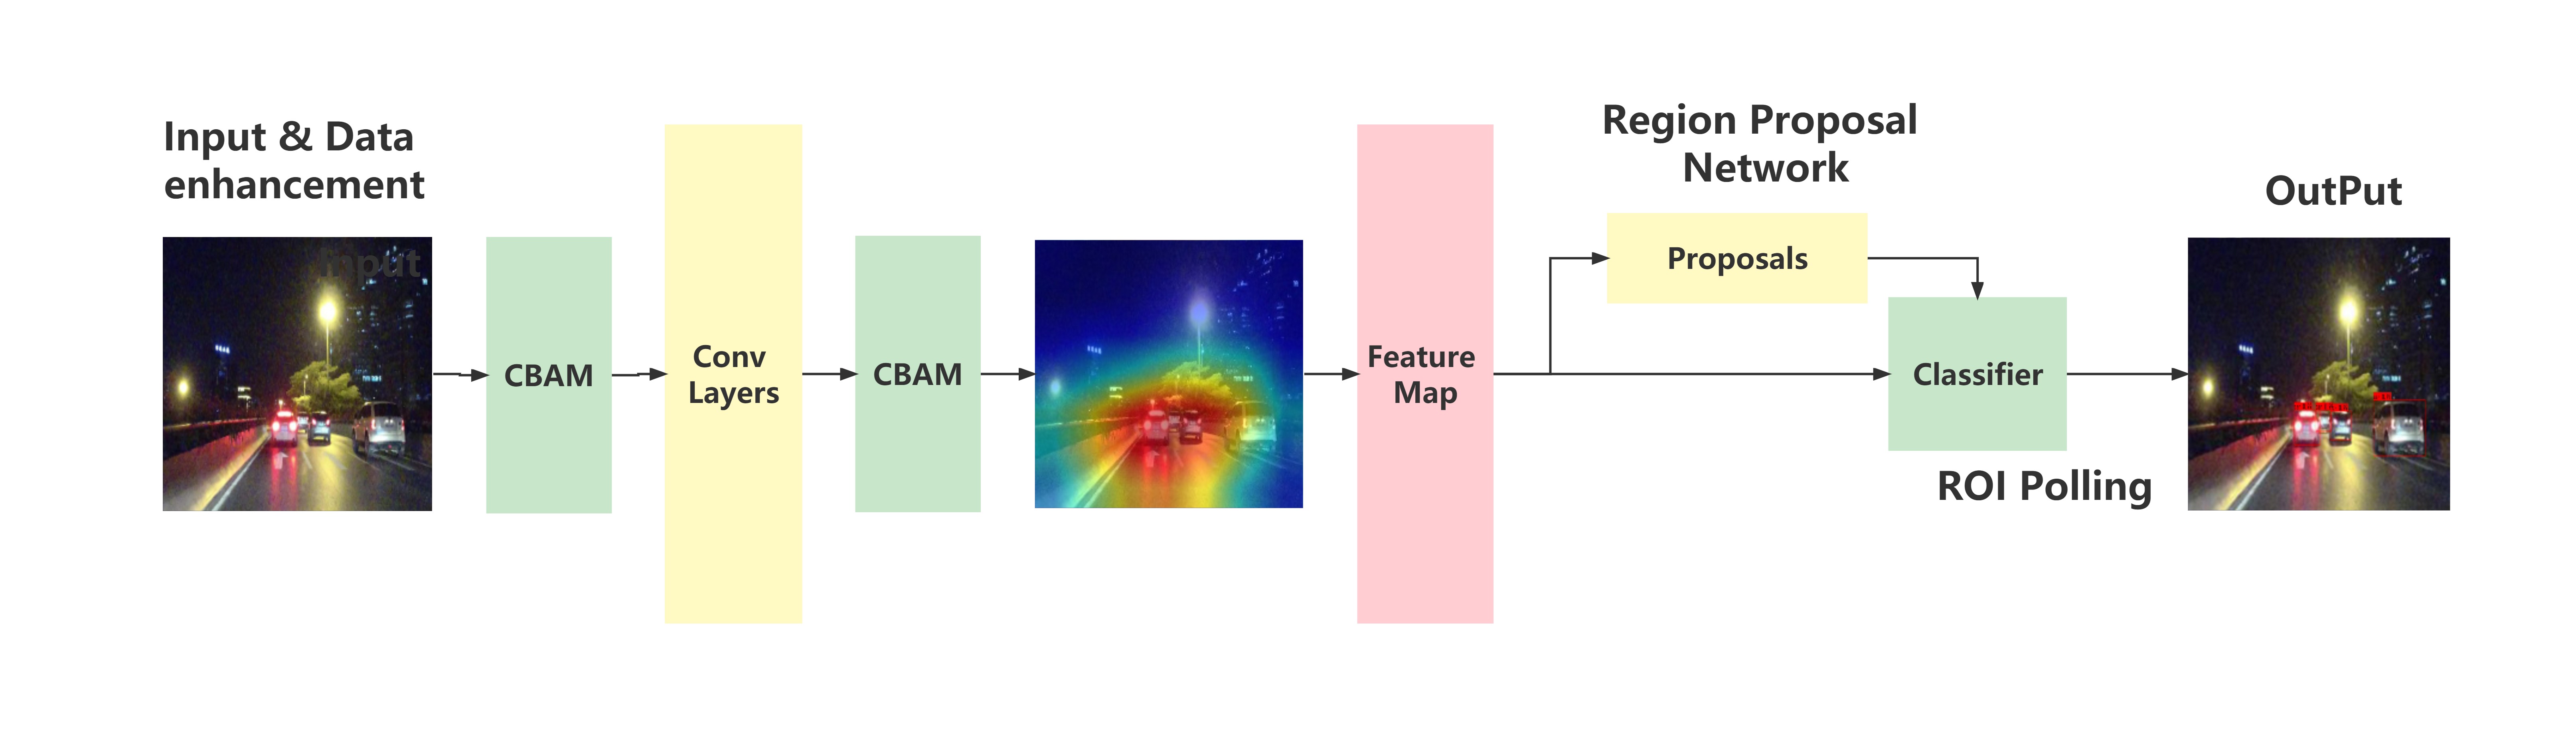 Input & Data
enhancement
Input
CBAM
Conv
Layers
CBAM
Feature
Map
Region Proposal
Network
Proposals
Classifier
ROI Polling
OutPut